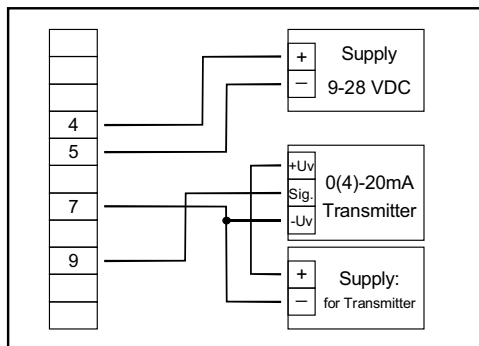 4
5
7
9
+
−
Supply
9-28 VDC
+Uv
Sig.
-Uv
0(4)-20mA
Transmitter
+
−
Supply:
for Transmitter